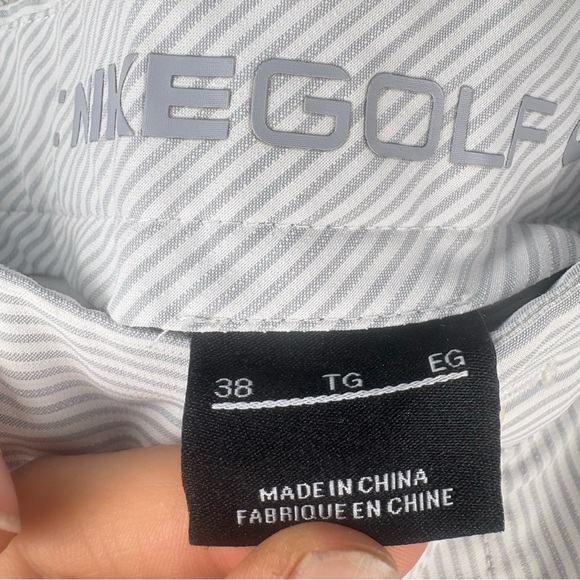 NIKEGOLF
38 TG EG
MADE IN CHINA
FABRIQUE EN CHINE